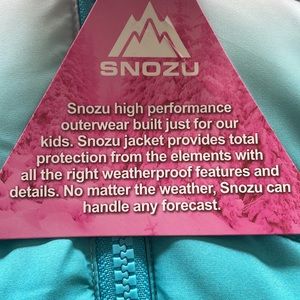 SNOZU
Snozu high performance
outerwear built just for our
kids. Snozu jacket provides total
protection from the elements with
all the right weatherproof features and
details. No matter the weather, Snozu can
handle any forecast.